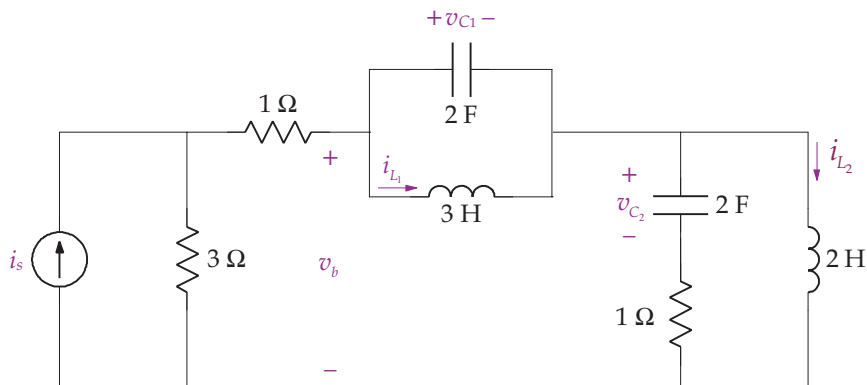 + v_C1 −
1 Ω
2 F
+
i_L1
3 H
i_L2
+
v_C2
2 F
−
i_s
3 Ω
v_b
2 H
1 Ω
−